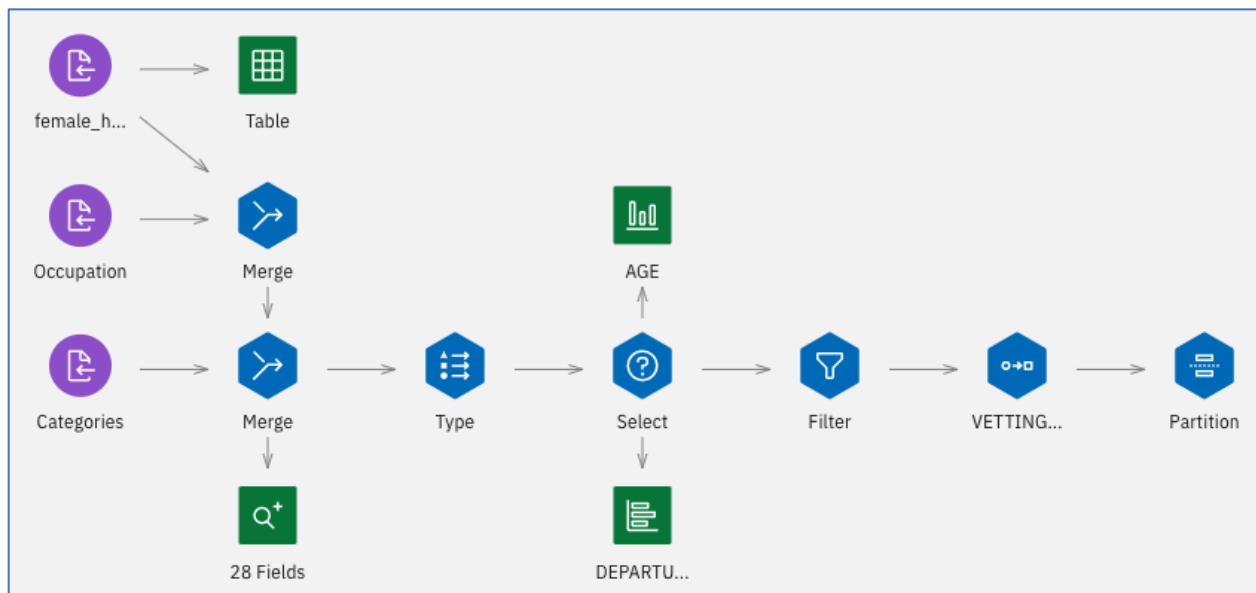 female_h...
Table
Occupation
Merge
AGE
Categories
Merge
Type
Select
Filter
VETTING...
Partition
28 Fields
DEPARTU...